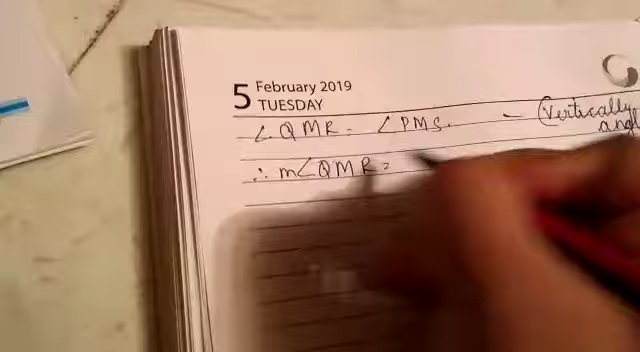 5 February 2019
TUESDAY
∠QMR = ∠PMS. - (Vertically
angl
∴ m∠QMR =